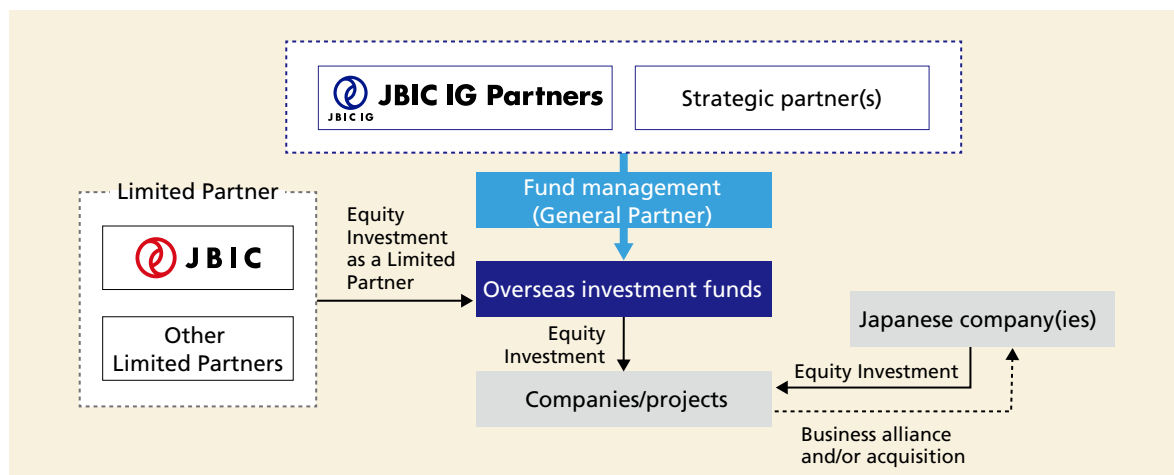 JBIC IG Partners
JBIC IG
Strategic partner(s)
Fund management
(General Partner)
Limited Partner
JBIC
Other
Limited Partners
Equity
Investment
as a Limited
Partner
Overseas investment funds
Equity
Investment
Companies/projects
Japanese company(ies)
Equity Investment
Business alliance
and/or acquisition